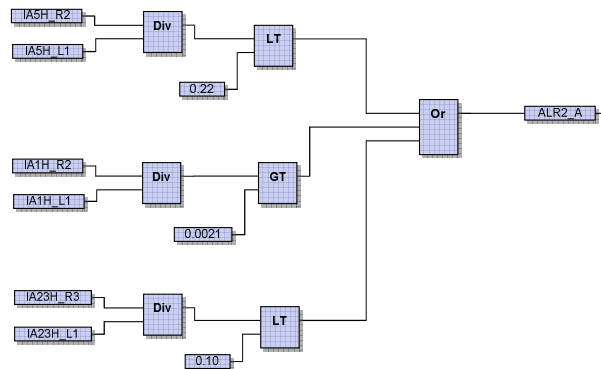 IA5H_R2
Div
IA5H_L1
LT
0.22
Or
ALR2_A
IA1H_R2
Div
GT
IA1H_L1
0.0021
IA23H_R3
Div
IA23H_L1
LT
0.10